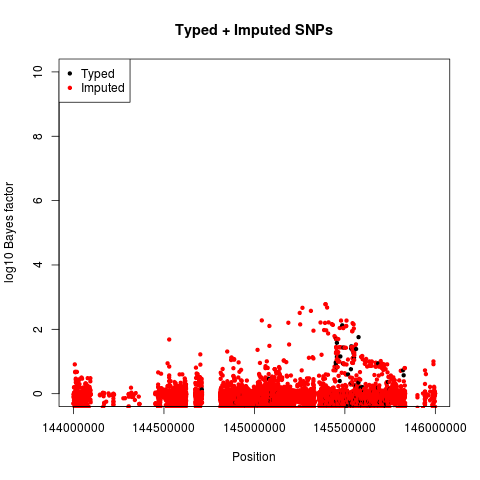 Typed + Imputed SNPs
Typed
Imputed
10
8
6
4
2
0
log10 Bayes factor
144000000
144500000
145000000
145500000
146000000
Position